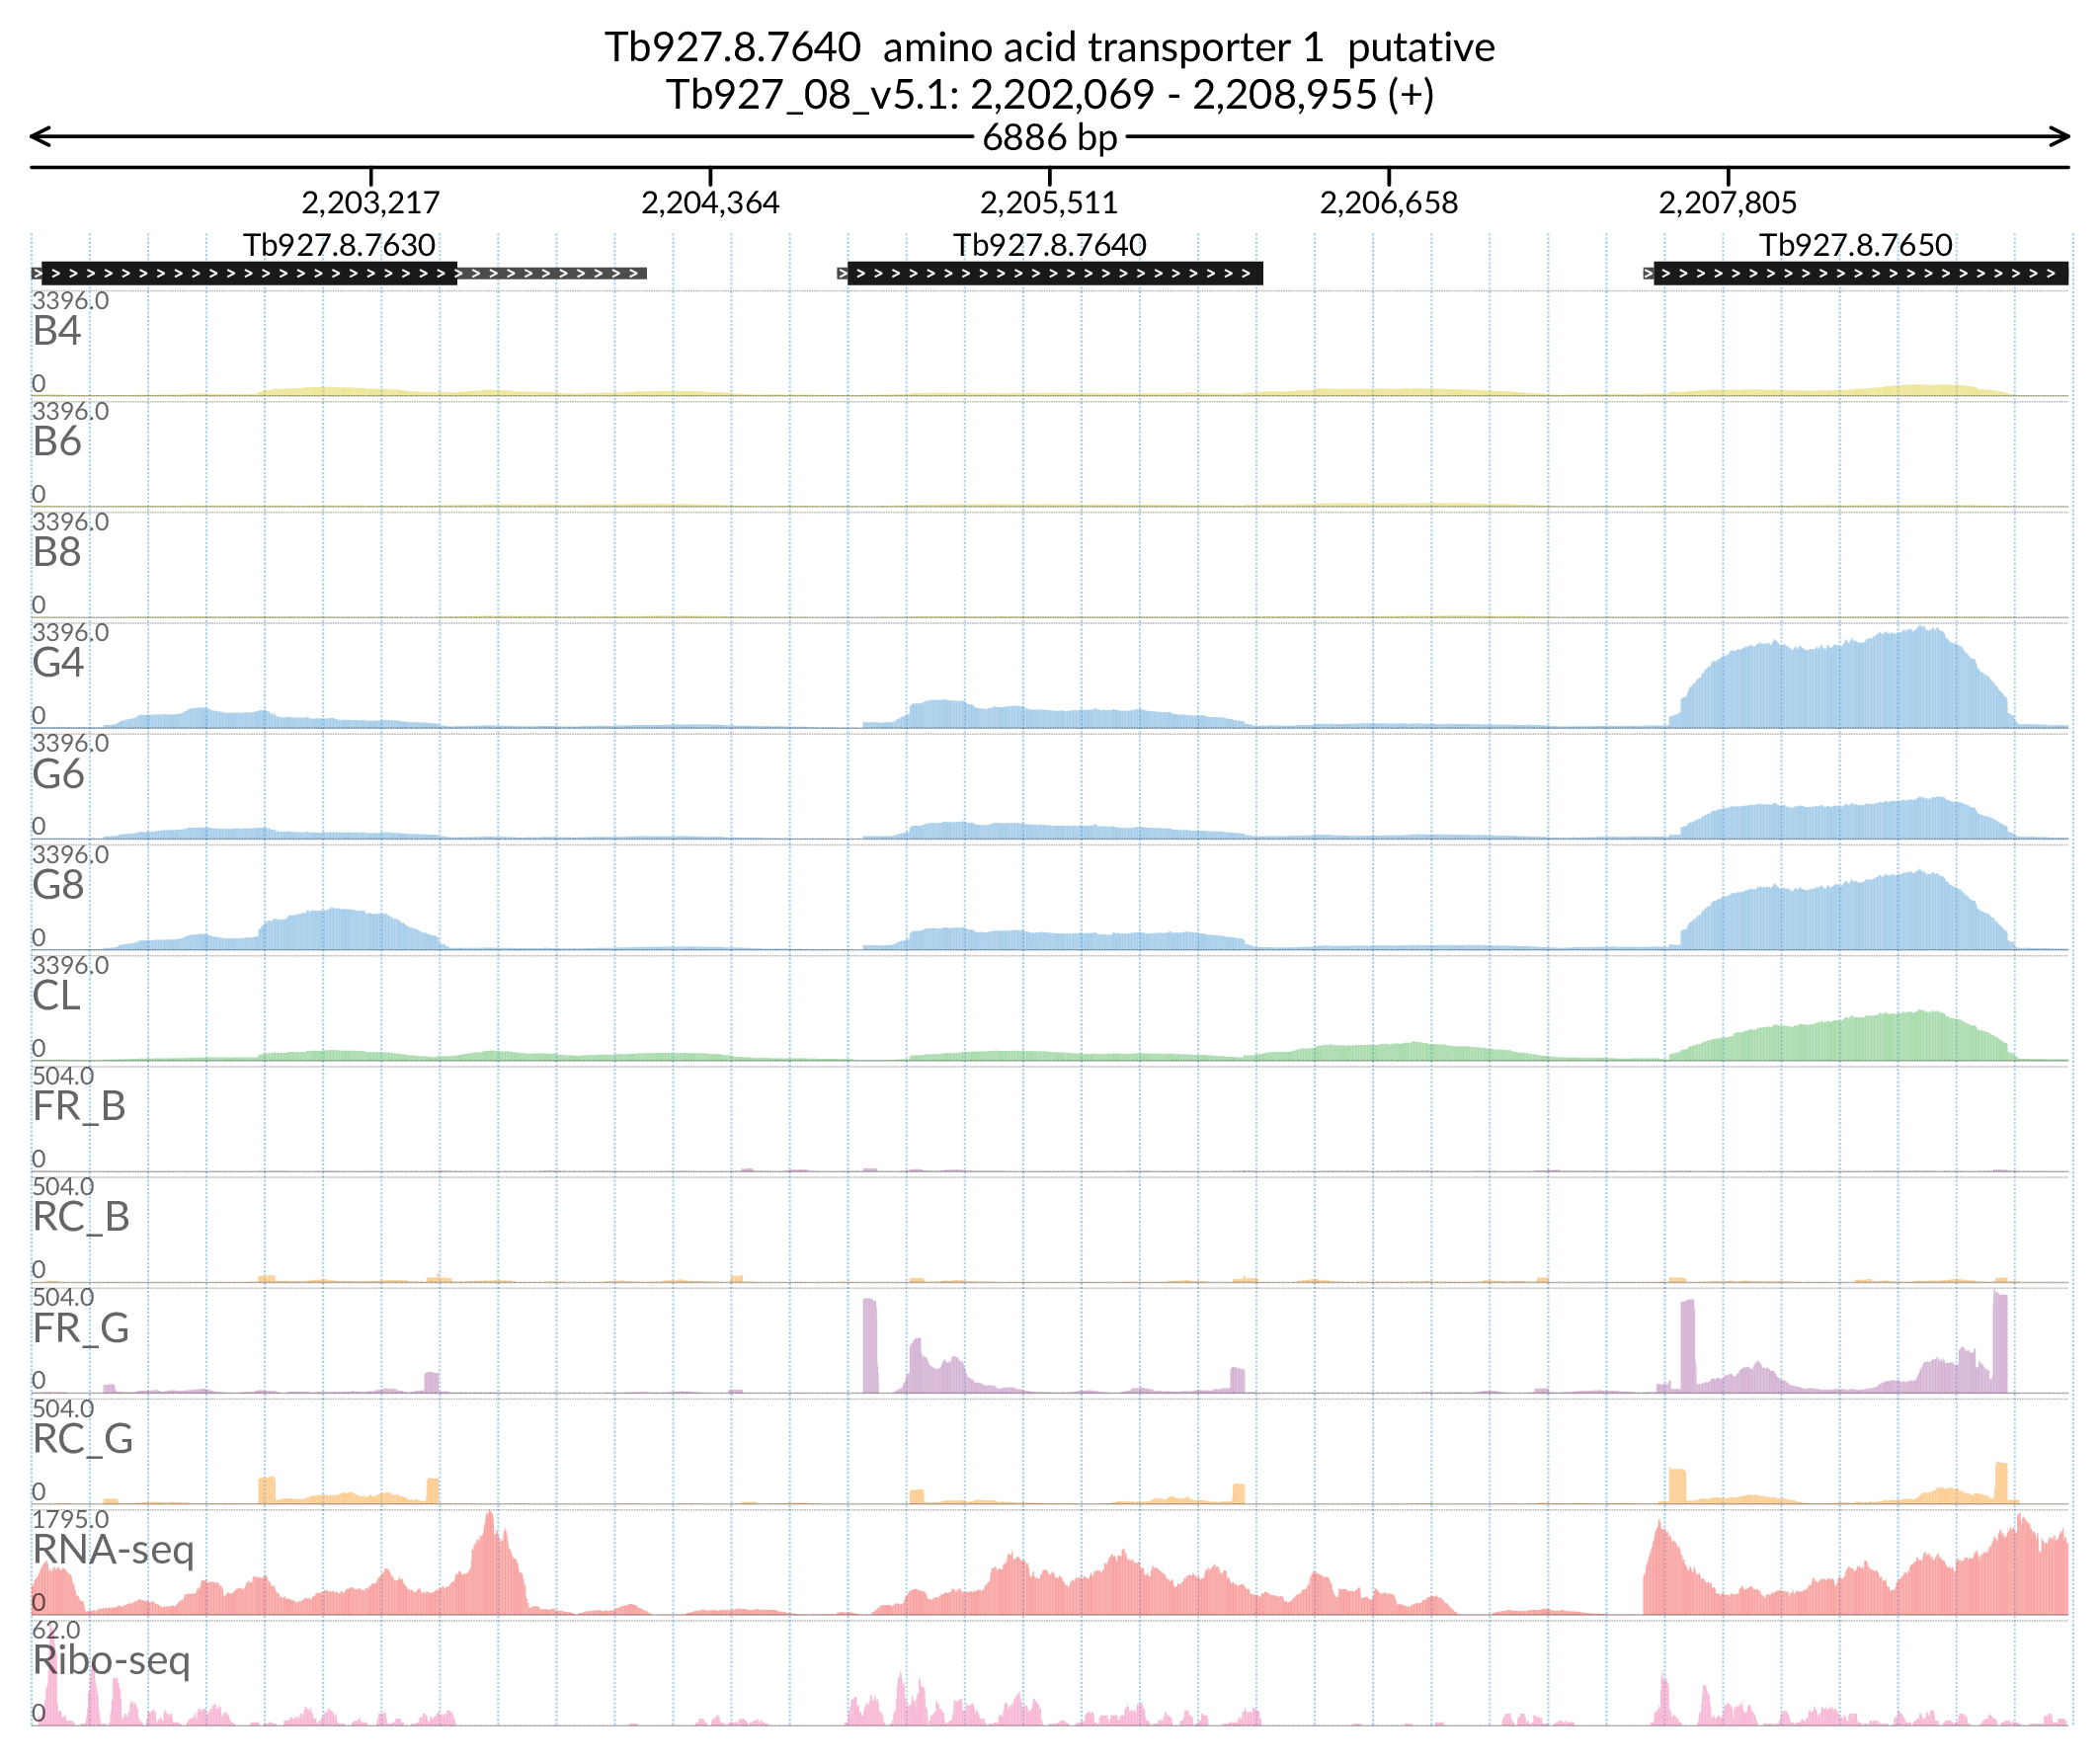 Tb927.8.7640  amino acid transporter 1  putative
Tb927_08_v5.1: 2,202,069 - 2,208,955 (+)
6886 bp
2,203,217 2,204,364 2,205,511 2,206,658 2,207,805
Tb927.8.7630 Tb927.8.7640 Tb927.8.7650
3396.0
B4
0
3396.0
B6
0
3396.0
B8
0
3396.0
G4
0
3396.0
G6
0
3396.0
G8
0
3396.0
CL
0
504.0
FR_B
0
504.0
RC_B
0
504.0
FR_G
0
504.0
RC_G
0
1795.0
RNA-seq
0
62.0
Ribo-seq
0